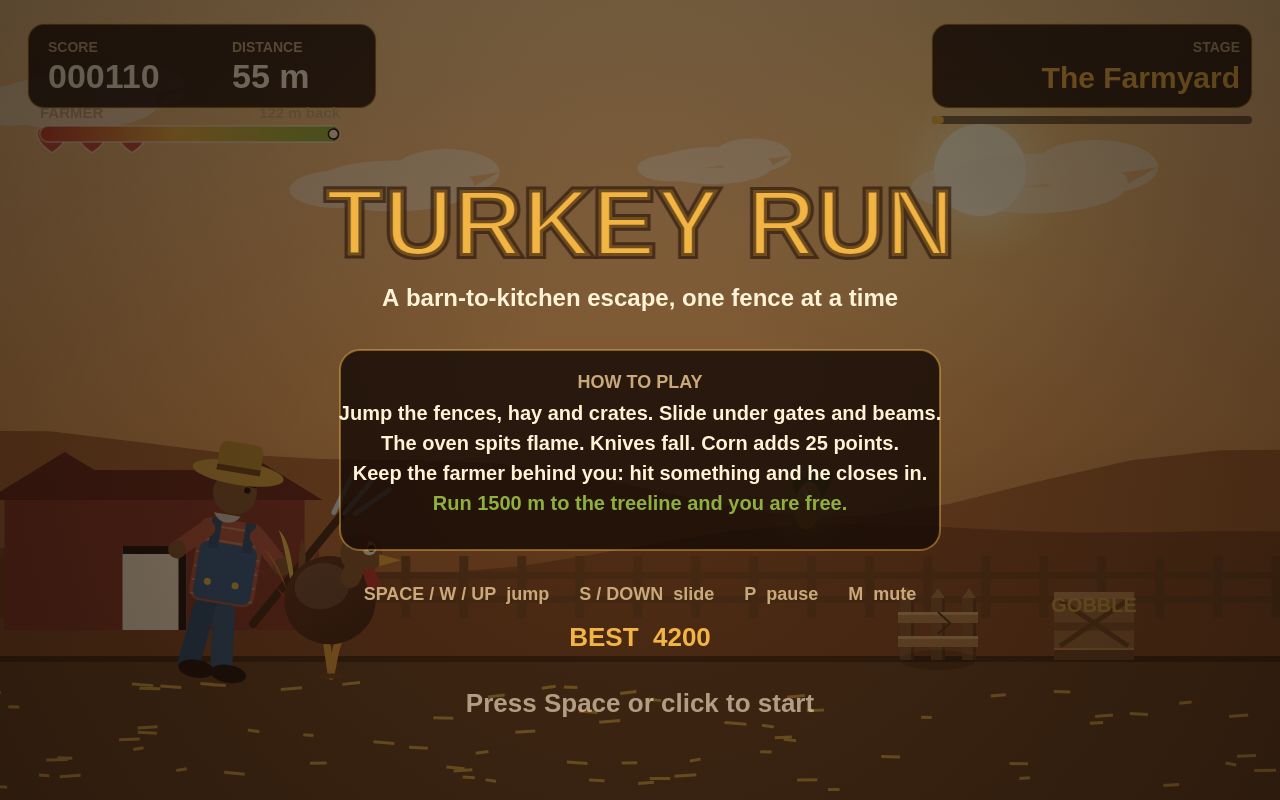 SCORE DISTANCE
000110 55 m
STAGE
The Farmyard
FARMER 122 m back
TURKEY RUN
A barn-to-kitchen escape, one fence at a time
HOW TO PLAY
Jump the fences, hay and crates. Slide under gates and beams.
The oven spits flame. Knives fall. Corn adds 25 points.
Keep the farmer behind you: hit something and he closes in.
Run 1500 m to the treeline and you are free.
SPACE / W / UP jump S / DOWN slide P pause M mute
GOBBLE
BEST 4200
Press Space or click to start